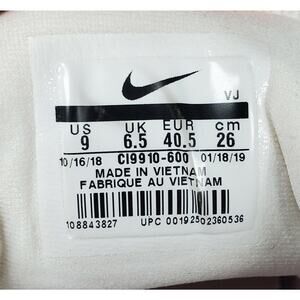 VJ
US UK EUR cm
9 6.5 40.5 26
10/16/18 CI9910-600 01/18/19
MADE IN VIETNAM
FABRIQUE AU VIETNAM
108843827 UPC 00192502360536